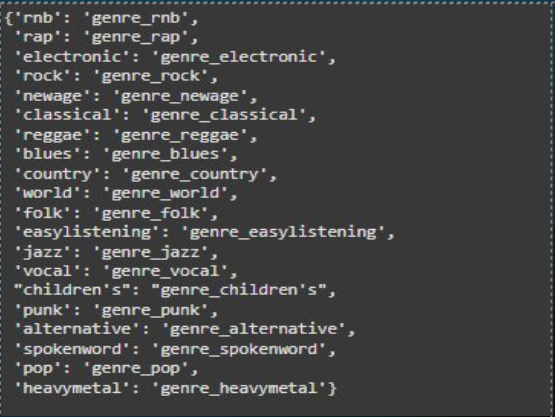 {'rnb': 'genre_rnb',
'rap': 'genre_rap',
'electronic': 'genre_electronic',
'rock': 'genre_rock',
'newage': 'genre_newage',
'classical': 'genre_classical',
'reggae': 'genre_reggae',
'blues': 'genre_blues',
'country': 'genre_country',
'world': 'genre_world',
'folk': 'genre_folk',
'easylistening': 'genre_easylistening',
'jazz': 'genre_jazz',
'vocal': 'genre_vocal',
"children's": "genre_children's",
'punk': 'genre_punk',
'alternative': 'genre_alternative',
'spokenword': 'genre_spokenword',
'pop': 'genre_pop',
'heavymetal': 'genre_heavymetal'}